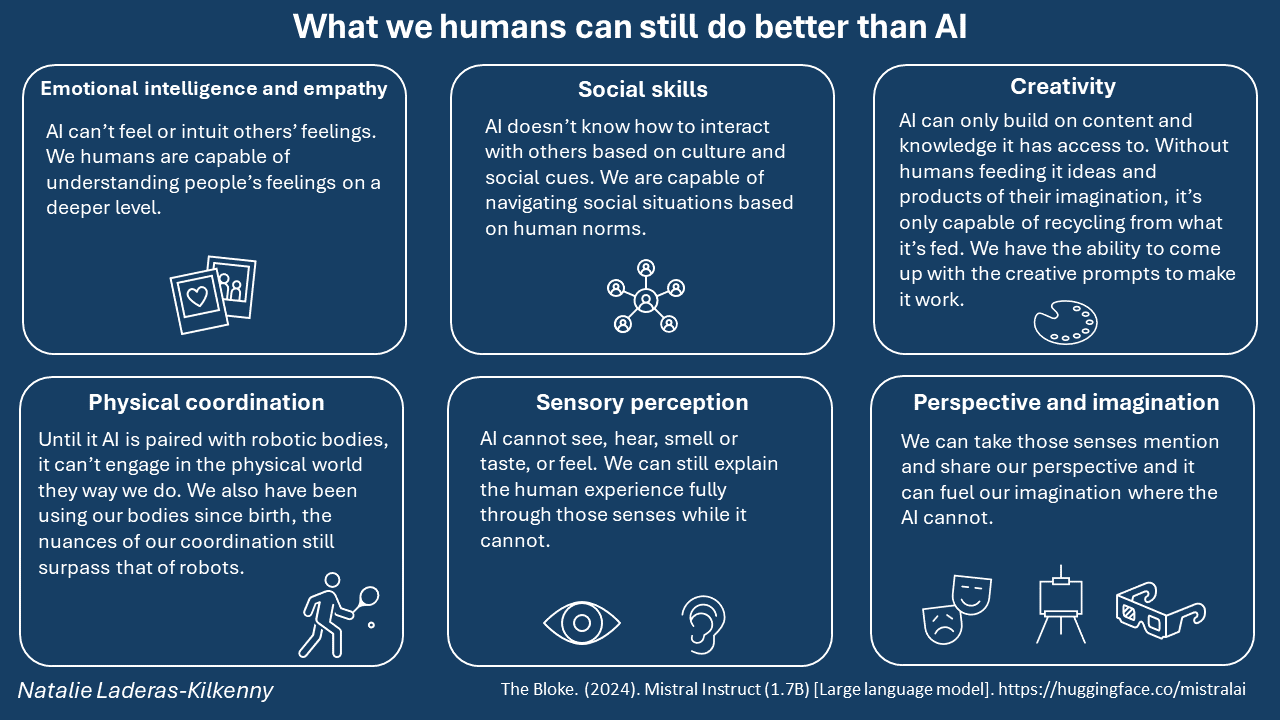 What we humans can still do better than AI
Emotional intelligence and empathy
AI can't feel or intuit others' feelings.
We humans are capable of
understanding people's feelings on a
deeper level.
Social skills
AI doesn't know how to interact
with others based on culture and
social cues. We are capable of
navigating social situations based
on human norms.
Creativity
AI can only build on content and
knowledge it has access to. Without
humans feeding it ideas and
products of their imagination, it's
only capable of recycling from what
it's fed. We have the ability to come
up with the creative prompts to make
it work.
Physical coordination
Until it AI is paired with robotic bodies,
it can't engage in the physical world
they way we do. We also have been
using our bodies since birth, the
nuances of our coordination still
surpass that of robots.
Sensory perception
AI cannot see, hear, smell or
taste, or feel. We can still explain
the human experience fully
through those senses while it
cannot.
Perspective and imagination
We can take those senses mention
and share our perspective and it
can fuel our imagination where the
AI cannot.
Natalie Laderas-Kilkenny
The Bloke. (2024). Mistral Instruct (1.7B) [Large language model]. https://huggingface.co/mistralai